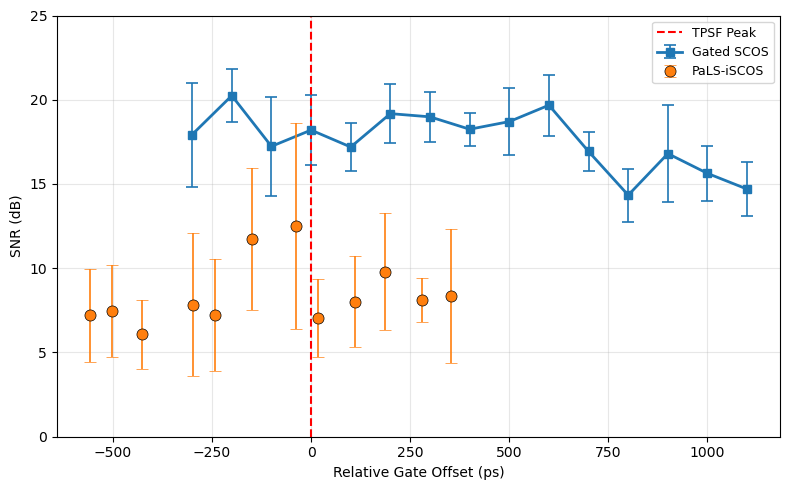 25
20
15
10
5
0
SNR (dB)
−500
−250
0
250
500
750
1000
Relative Gate Offset (ps)
TPSF Peak
Gated SCOS
PaLS-iSCOS